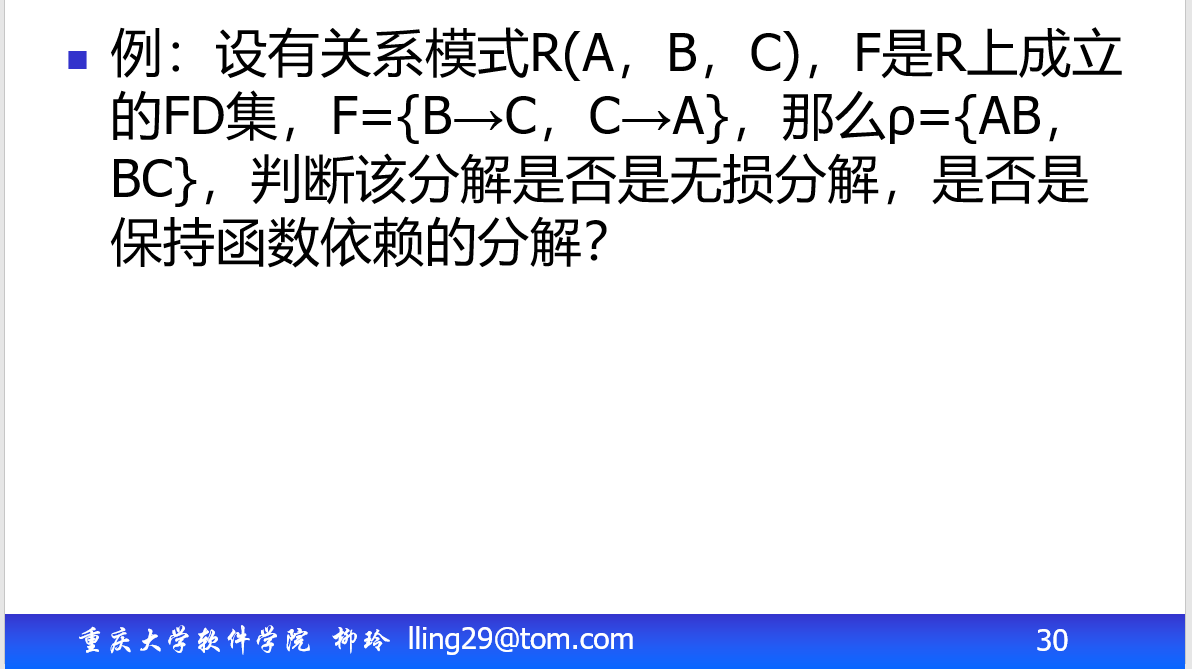 例：设有关系模式R(A，B，C)，F是R上成立
的FD集，F={B→C，C→A}，那么ρ={AB，
BC}，判断该分解是否是无损分解，是否是
保持函数依赖的分解？
重庆大学软件学院 柳玲 lling29@tom.com
30